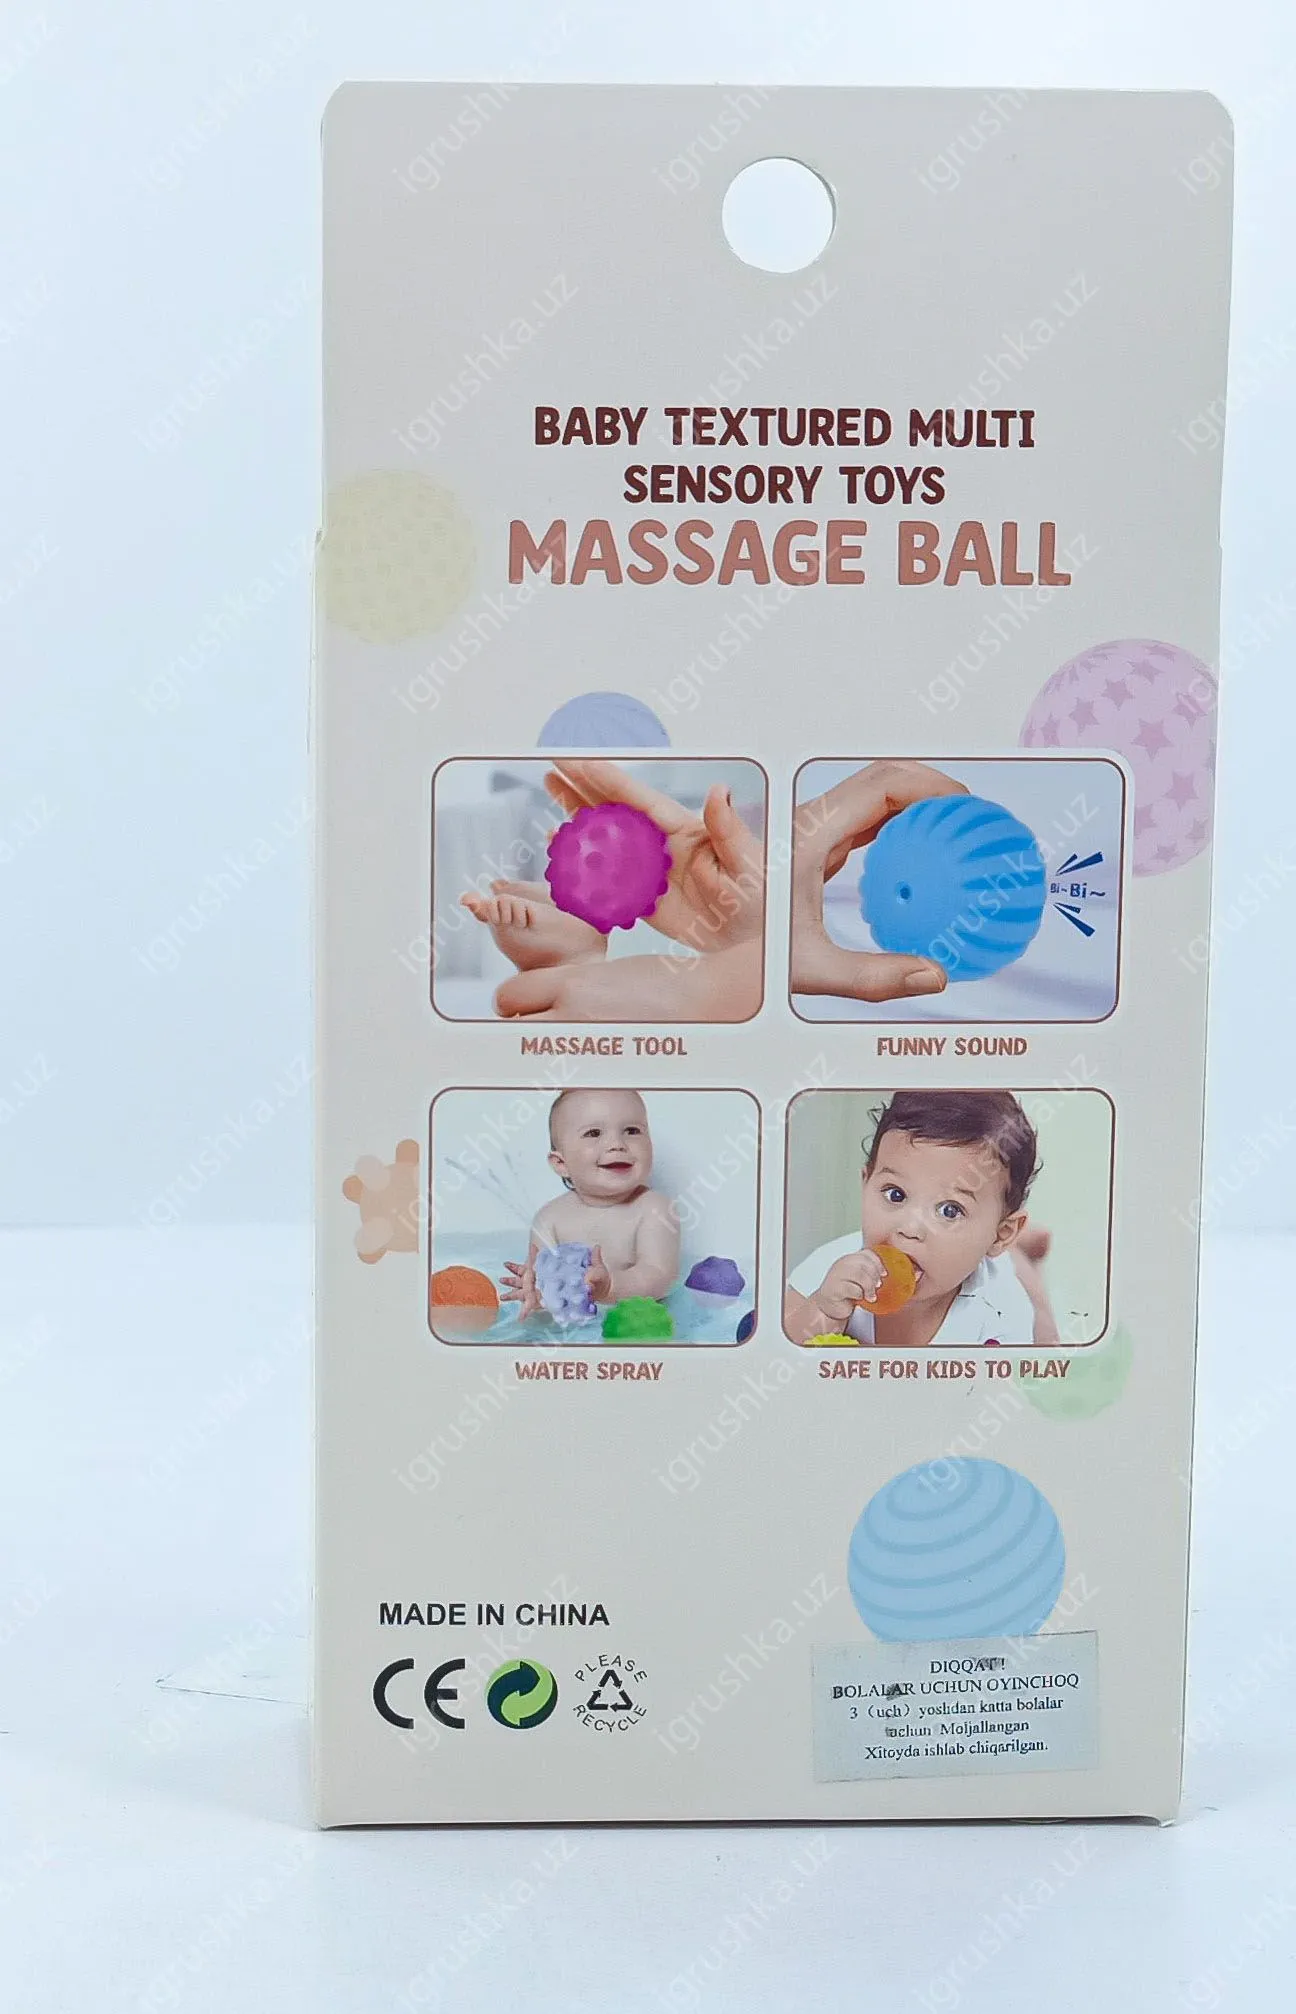 BABY TEXTURED MULTI
SENSORY TOYS
MASSAGE BALL
Bi~Bi~
MASSAGE TOOL
FUNNY SOUND
WATER SPRAY
SAFE FOR KIDS TO PLAY
MADE IN CHINA
CE
PLEASE
RECYCLE
DIQQAT!
BOLALAR UCHUN OYINCHOQ
3 (uch) yoshdan katta bolalar
uchun Moljallangan
Xitoyda ishlab chiqarilgan.
igrushka.uz